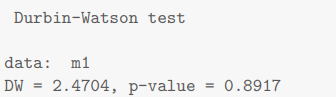 Durbin-Watson test
data: m1
DW = 2.4704, p-value = 0.8917